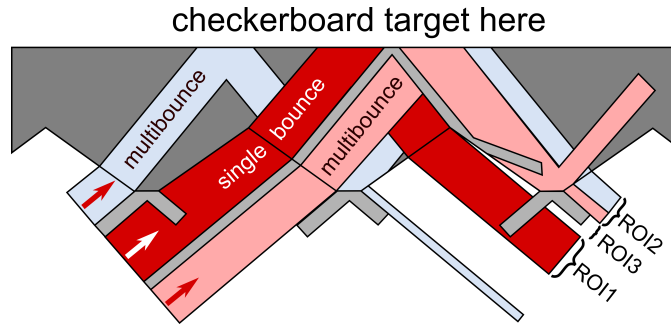 checkerboard target here
multibounce
single bounce
multibounce
ROI2
ROI3
ROI1